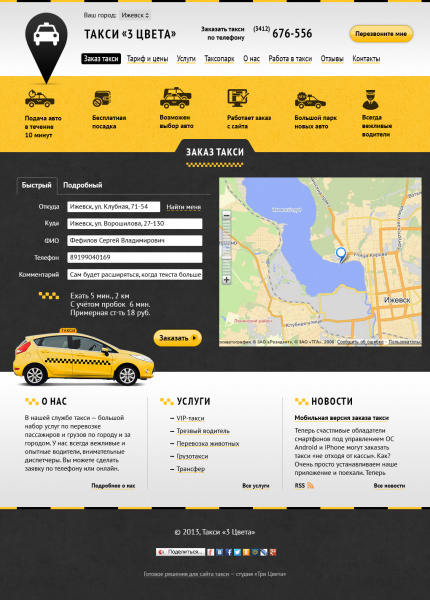 Ваш город: Ижевск
ТАКСИ «3 ЦВЕТА»
Заказать такси
по телефону
(3412) 676-556
Перезвоните мне
Заказ такси Тариф и цены Услуги Таксопарк О нас Работа в такси Отзывы Контакты
Подача авто
в течение
10 минут
Бесплатная
посадка
Возможен
выбор авто
Работает заказ
с сайта
Большой парк
новых авто
Всегда
вежливые
водители
ЗАКАЗ ТАКСИ
Быстрый Подробный
Откуда Ижевск, ул. Клубная, 71-54 Найти меня
Куда Ижевск, ул. Ворошилова, 27-130
ФИО Фефилов Сергей Владимирович
Телефон 89199040169
Комментарий Сам будет расширяться, когда текста больше
Ехать 5 мин., 2 км
С учётом пробок 6 мин.
Примерная ст-ть 18 руб.
Заказать
Ижевск
Клубная улица
Сообщить об ошибке
ТАКСИ
О НАС
В нашей службе такси — большой
набор услуг по перевозке
пассажиров и грузов по городу и за
городом. У нас всегда вежливые и
опытные водители, внимательные
диспетчеры. Вы можете сделать
заявку по телефону или онлайн.
Подробнее о нас
УСЛУГИ
— VIP-такси
— Трезвый водитель
— Перевозка животных
— Грузотакси
— Трансфер
Все услуги
НОВОСТИ
Мобильная версия заказа такси
Теперь счастливые обладатели
смартфонов под управлением ОС
Android и iPhone могут заказать
такси «не отходя от кассы». Как?
Очень просто устанавливаем наше
приложение и поехали. Теперь
RSS Все новости
© 2013, Такси «3 Цвета»
Поделиться...
Готовое решение для сайта такси — студия «Три Цвета»